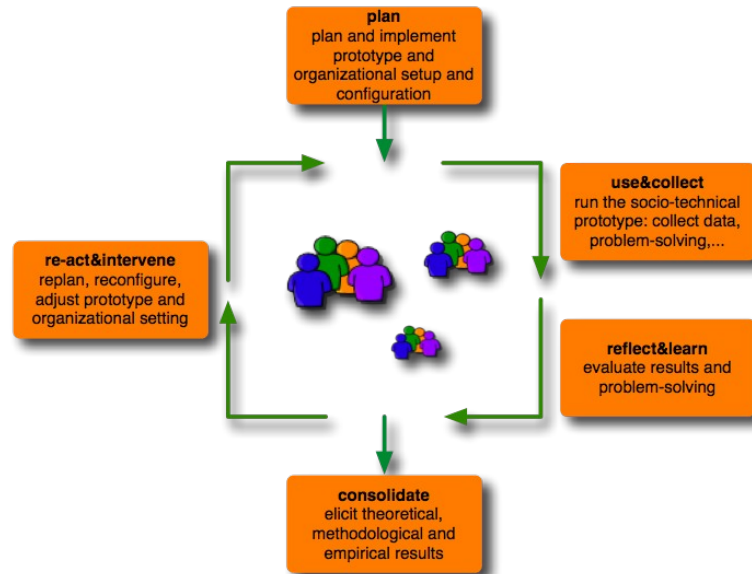 plan
plan and implement
prototype and
organizational setup and
configuration
use&collect
run the socio-technical
prototype: collect data,
problem-solving,...
re-act&intervene
replan, reconfigure,
adjust prototype and
organizational setting
reflect&learn
evaluate results and
problem-solving
consolidate
elicit theoretical,
methodological and
empirical results